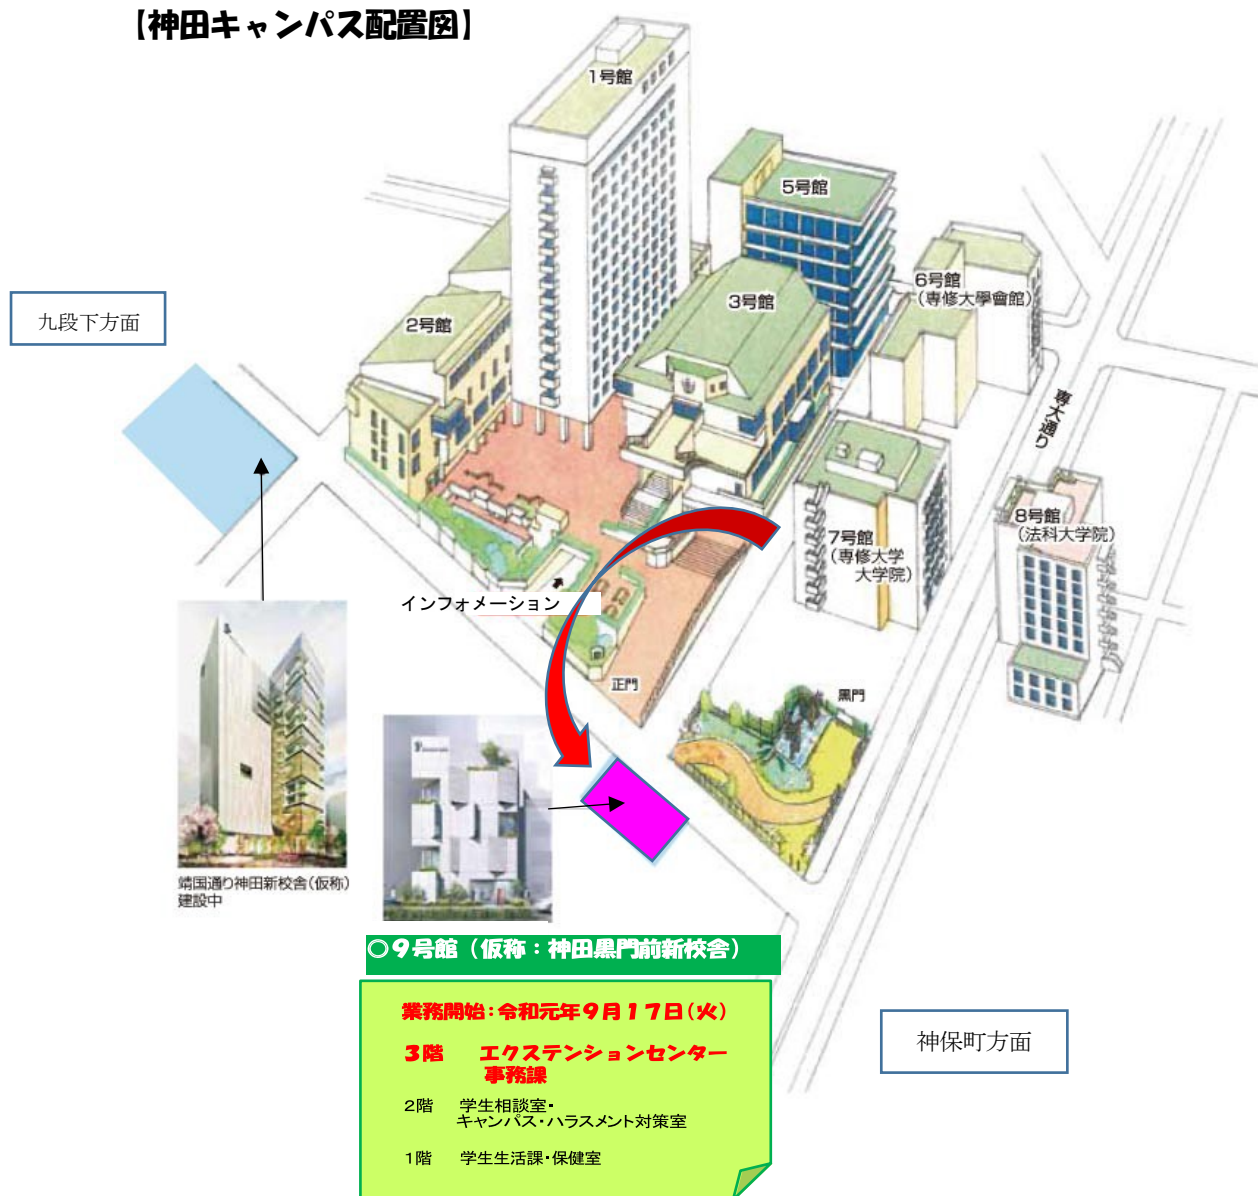 【神田キャンパス配置図】
1号館
5号館
6号館
(専修大學會館)
3号館
2号館
九段下方面
専大通り
8号館
(法科大学院)
7号館
(専修大学
大学院)
インフォメーション
正門
黒門
靖国通り神田新校舎(仮称)
建設中
○9号館（仮称：神田黒門前新校舎）
業務開始：令和元年9月17日(火)
3階 エクステンションセンター
事務課
2階 学生相談室・
キャンパス・ハラスメント対策室
1階 学生生活課・保健室
神保町方面